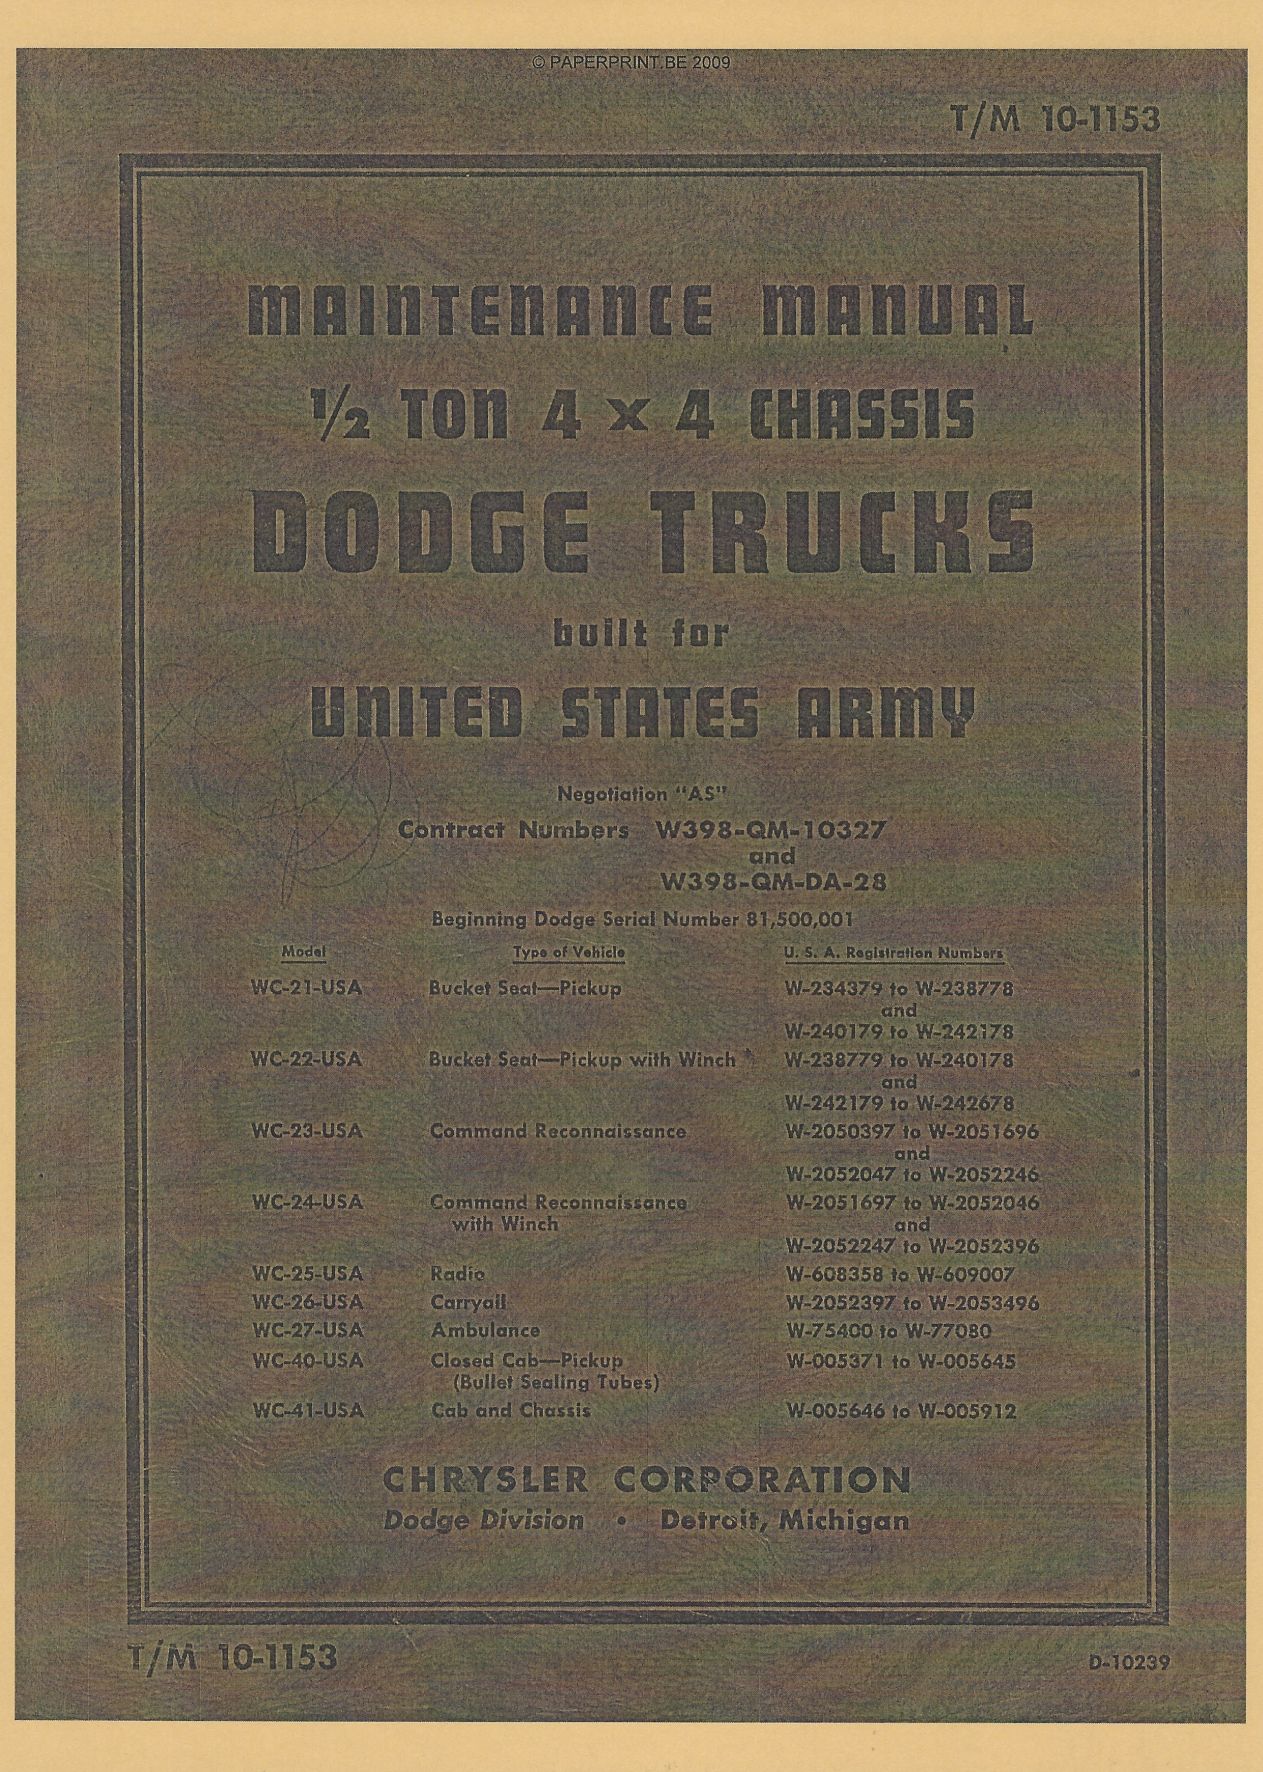 © PAPERPRINT.BE 2009
T/M 10-1153
MAINTENANCE MANUAL
1/2 TON 4 x 4 CHASSIS
DODGE TRUCKS
built for
UNITED STATES ARMY
Negotiation "AS"
Contract Numbers W398-QM-10327
and
W398-QM-DA-28
Beginning Dodge Serial Number 81,500,001
Model Type of Vehicle U. S. A. Registration Numbers
WC-21-USA Bucket Seat—Pickup W-234379 to W-238778
and
W-240179 to W-242178
WC-22-USA Bucket Seat—Pickup with Winch W-238779 to W-240178
and
W-242179 to W-242678
WC-23-USA Command Reconnaissance W-2050397 to W-2051696
and
W-2052047 to W-2052246
WC-24-USA Command Reconnaissance W-2051697 to W-2052046
with Winch and
W-2052247 to W-2052396
WC-25-USA Radio W-608358 to W-609007
WC-26-USA Carryall W-2052397 to W-2053496
WC-27-USA Ambulance W-75400 to W-77080
WC-40-USA Closed Cab—Pickup W-005371 to W-005645
(Bullet Sealing Tubes)
WC-41-USA Cab and Chassis W-005646 to W-005912
CHRYSLER CORPORATION
Dodge Division • Detroit, Michigan
T/M 10-1153 D-10239